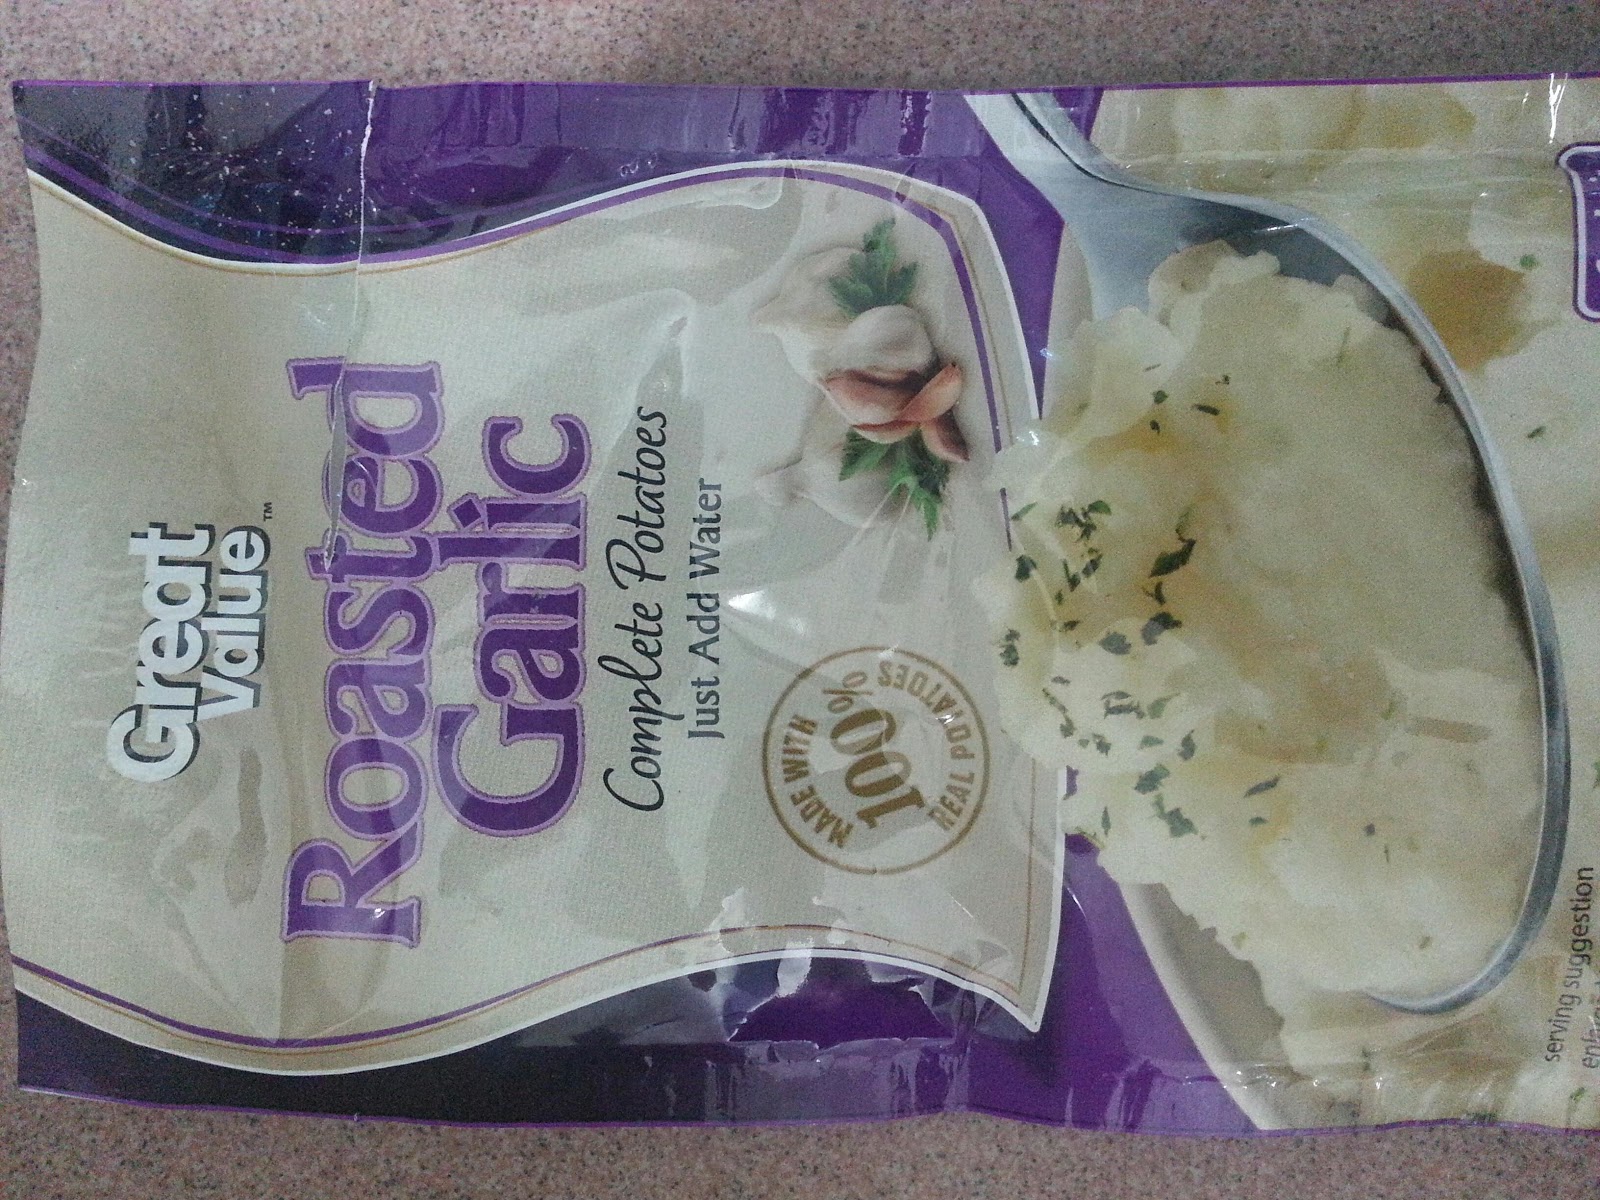 Great
Value™
Roasted
Garlic
Complete Potatoes
Just Add Water
MADE WITH
100%
REAL POTATOES
serving suggestion